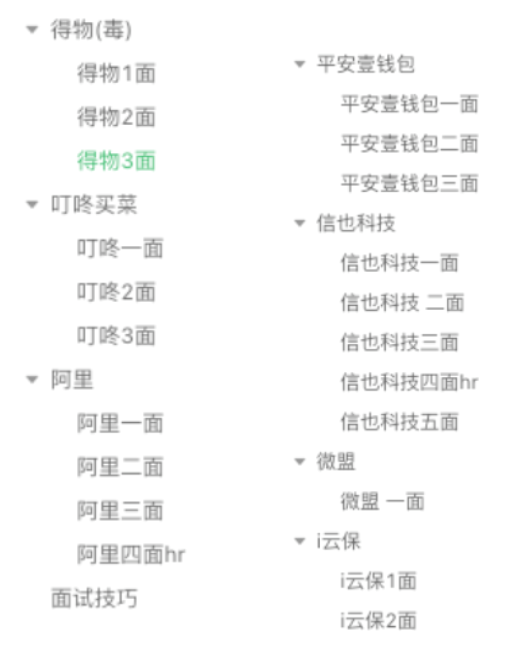 得物(毒)
得物1面
得物2面
得物3面
叮咚买菜
叮咚一面
叮咚2面
叮咚3面
阿里
阿里一面
阿里二面
阿里三面
阿里四面hr
面试技巧
平安壹钱包
平安壹钱包一面
平安壹钱包二面
平安壹钱包三面
信也科技
信也科技一面
信也科技 二面
信也科技三面
信也科技四面hr
信也科技五面
微盟
微盟 一面
i云保
i云保1面
i云保2面